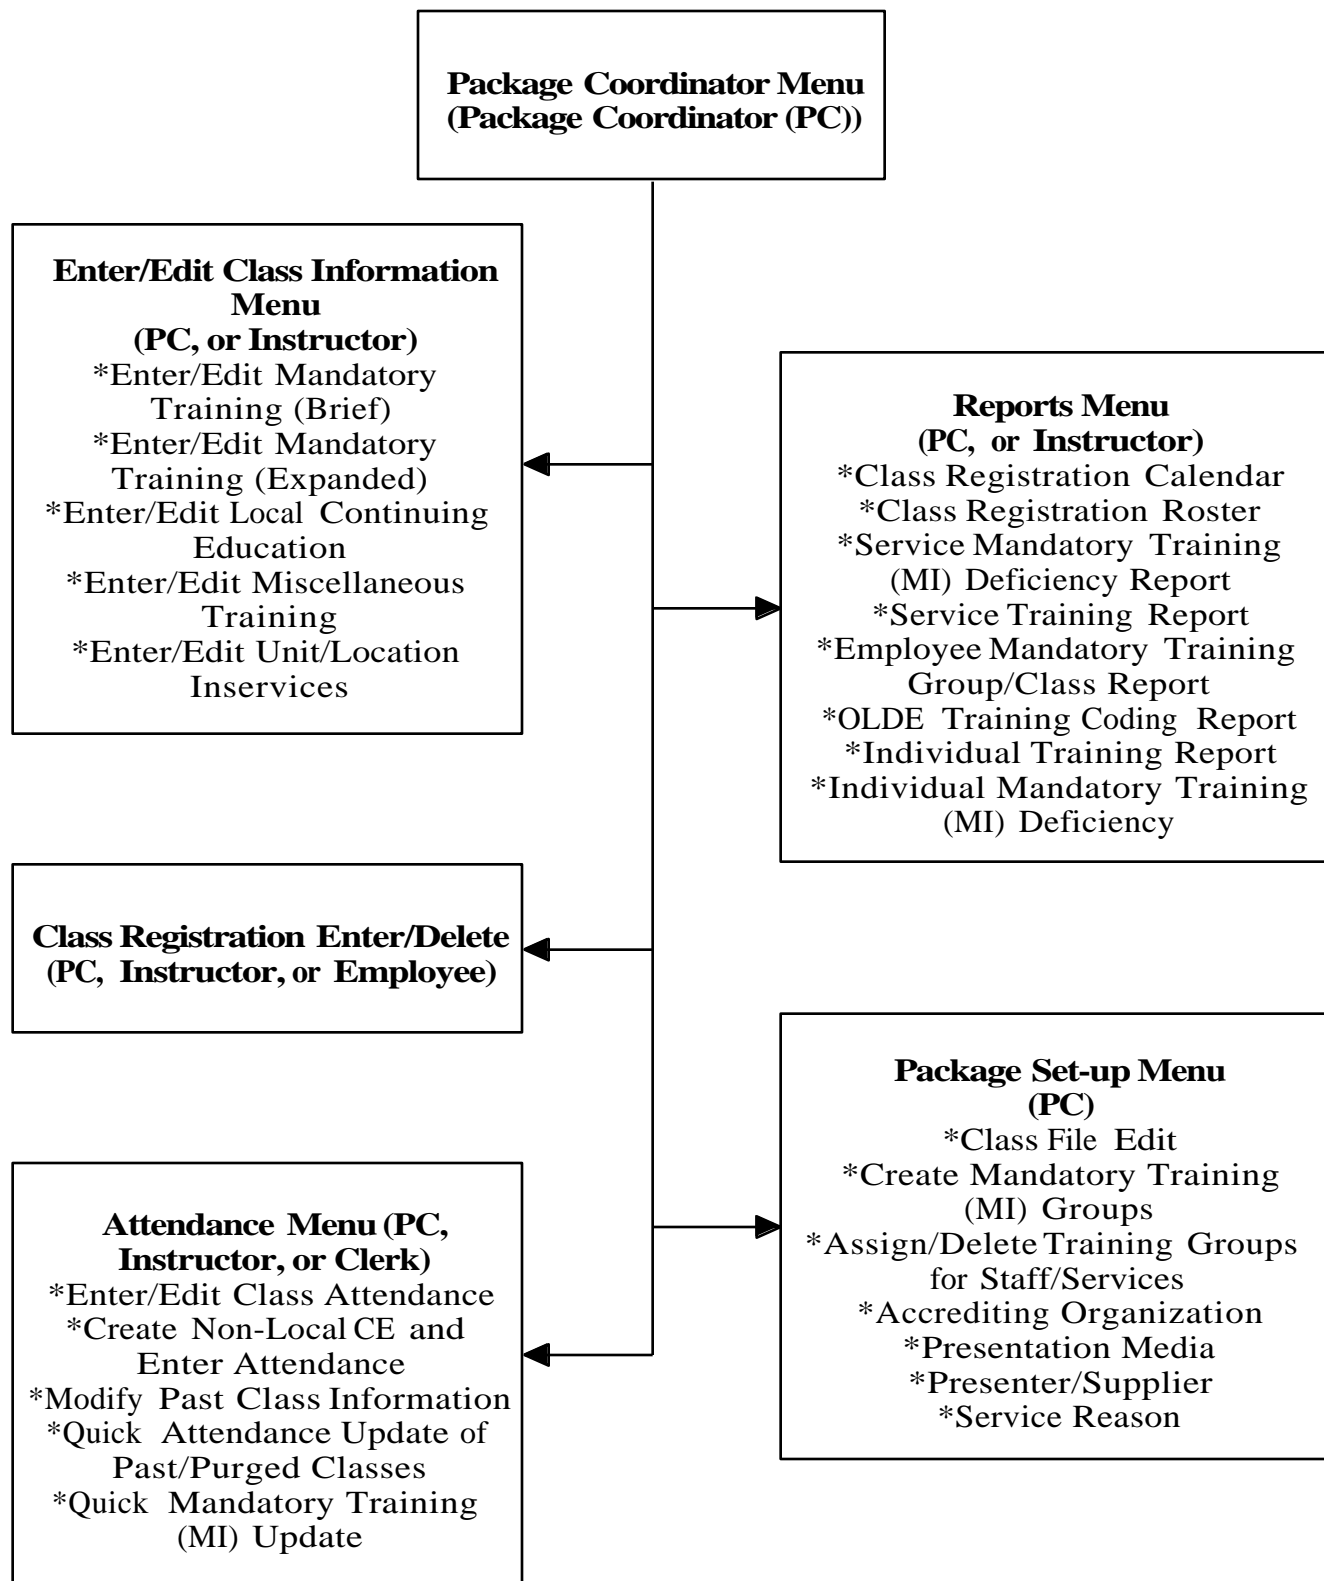 Package Coordinator Menu
(Package Coordinator (PC))
Enter/Edit Class Information
Menu
(PC, or Instructor)
*Enter/Edit Mandatory
Training (Brief)
*Enter/Edit Mandatory
Training (Expanded)
*Enter/Edit Local Continuing
Education
*Enter/Edit Miscellaneous
Training
*Enter/Edit Unit/Location
Inservices
Reports Menu
(PC, or Instructor)
*Class Registration Calendar
*Class Registration Roster
*Service Mandatory Training
(MI) Deficiency Report
*Service Training Report
*Employee Mandatory Training
Group/Class Report
*OLDE Training Coding Report
*Individual Training Report
*Individual Mandatory Training
(MI) Deficiency
Class Registration Enter/Delete
(PC, Instructor, or Employee)
Package Set-up Menu
(PC)
*Class File Edit
*Create Mandatory Training
(MI) Groups
*Assign/Delete Training Groups
for Staff/Services
*Accrediting Organization
*Presentation Media
*Presenter/Supplier
*Service Reason
Attendance Menu (PC,
Instructor, or Clerk)
*Enter/Edit Class Attendance
*Create Non-Local CE and
Enter Attendance
*Modify Past Class Information
*Quick Attendance Update of
Past/Purged Classes
*Quick Mandatory Training
(MI) Update